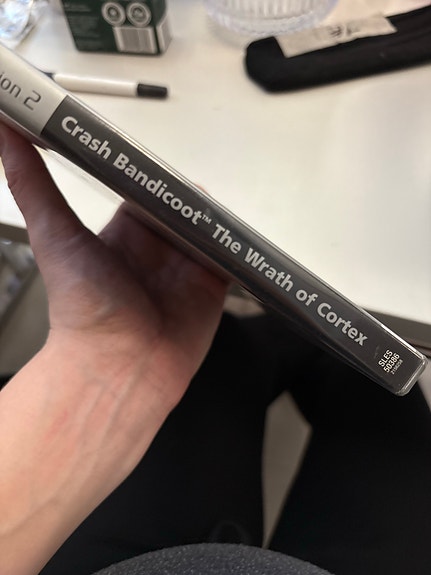 ion 2
Crash Bandicoot™ The Wrath of Cortex
SLES
50386